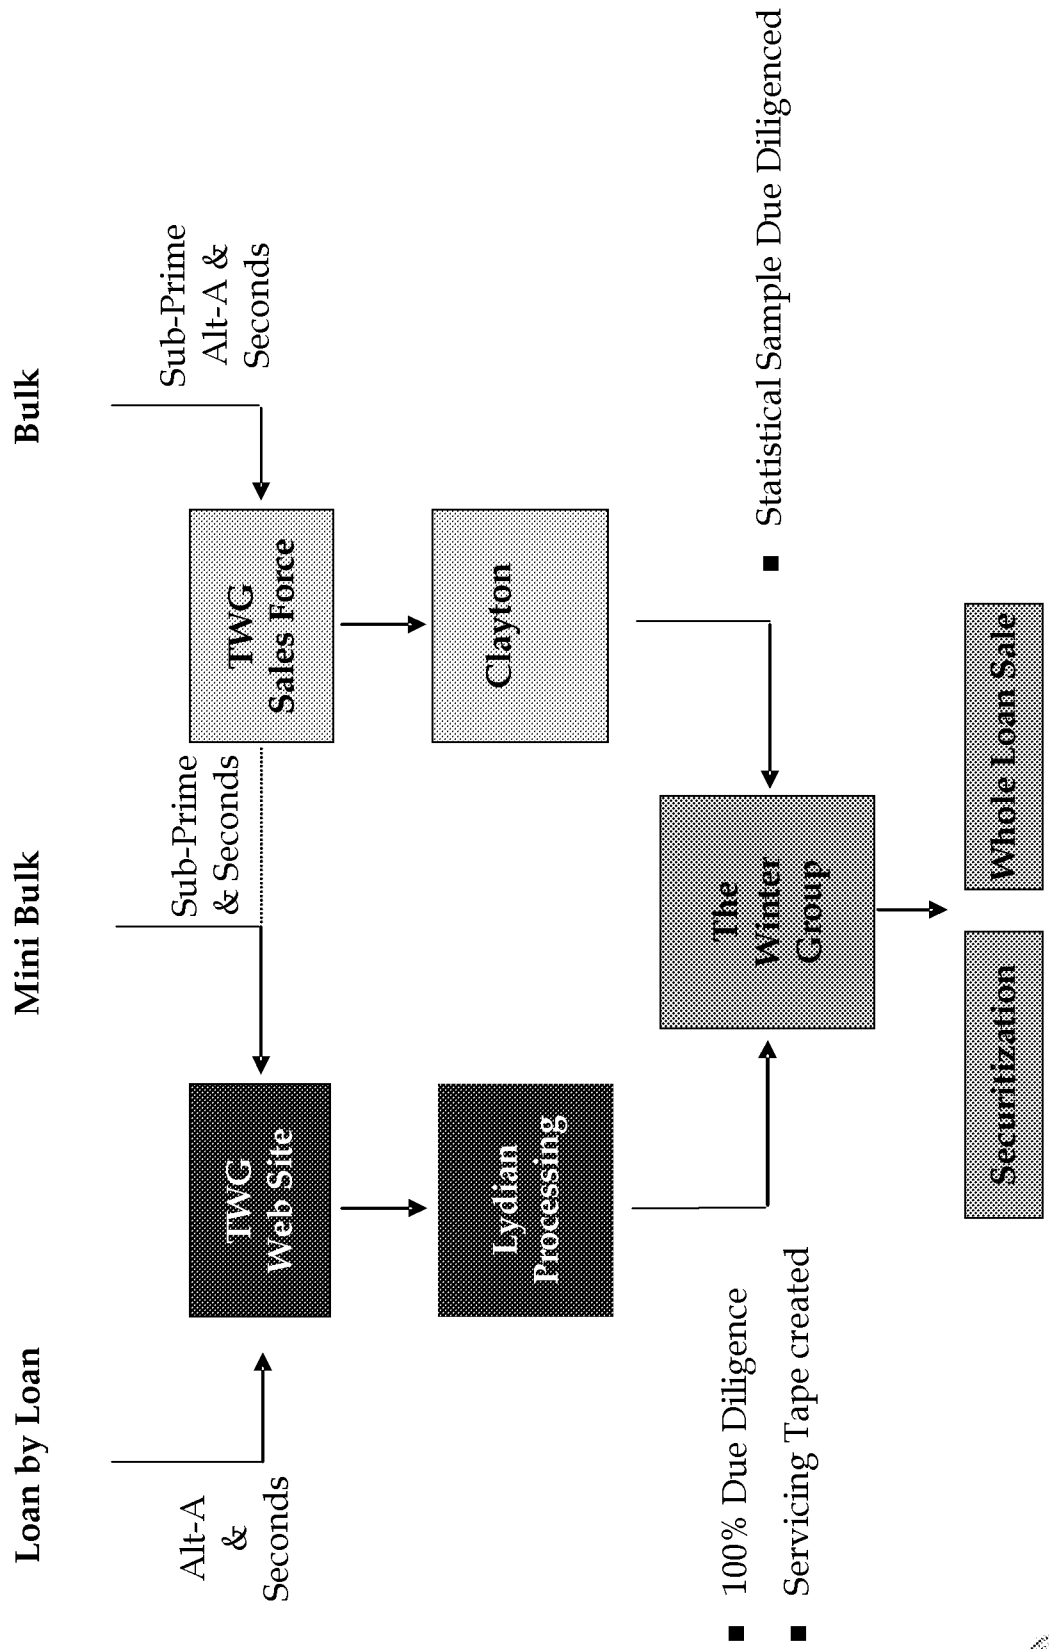 Loan by Loan
Mini Bulk
Bulk
Alt-A
&
Seconds
Sub-Prime
& Seconds
Sub-Prime
Alt-A &
Seconds
TWG
Web Site
TWG
Sales Force
Lydian
Processing
Clayton
■ 100% Due Diligence
■ Servicing Tape created
■ Statistical Sample Due Diligenced
The
Winter
Group
Securitization
Whole Loan Sale